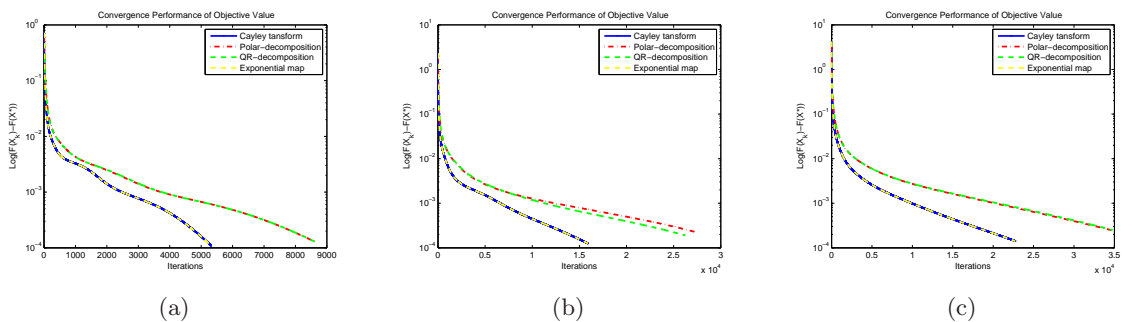 Convergence Performance of Objective Value
10^0
10^-1
10^-2
10^-3
10^-4
Log(F(X_k)-F(X*))
Cayley tansform
Polar-decomposition
QR-decomposition
Exponential map
0 1000 2000 3000 4000 5000 6000 7000 8000 9000
Iterations
(a)
Convergence Performance of Objective Value
10^1
10^0
10^-1
10^-2
10^-3
10^-4
Log(F(X_k)-F(X*))
Cayley tansform
Polar-decomposition
QR-decomposition
Exponential map
0 0.5 1 1.5 2 2.5 3
Iterations
x 10^4
(b)
Convergence Performance of Objective Value
10^1
10^0
10^-1
10^-2
10^-3
10^-4
Log(F(X_k)-F(X*))
Cayley tansform
Polar-decomposition
QR-decomposition
Exponential map
0 0.5 1 1.5 2 2.5 3 3.5
Iterations
x 10^4
(c)